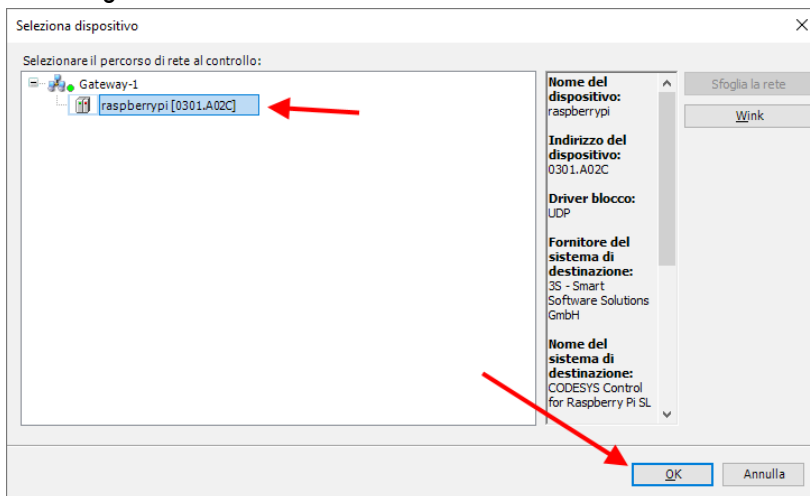 Seleziona dispositivo
Selezionare il percorso di rete al controllo:
Gateway-1
raspberrypi [0301.A02C]
Nome del
dispositivo:
raspberrypi
Indirizzo del
dispositivo:
0301.A02C
Driver blocco:
UDP
Fornitore del
sistema di
destinazione:
3S - Smart
Software Solutions
GmbH
Nome del
sistema di
destinazione:
CODESYS Control
for Raspberry Pi SL
Sfoglia la rete
Wink
OK
Annulla